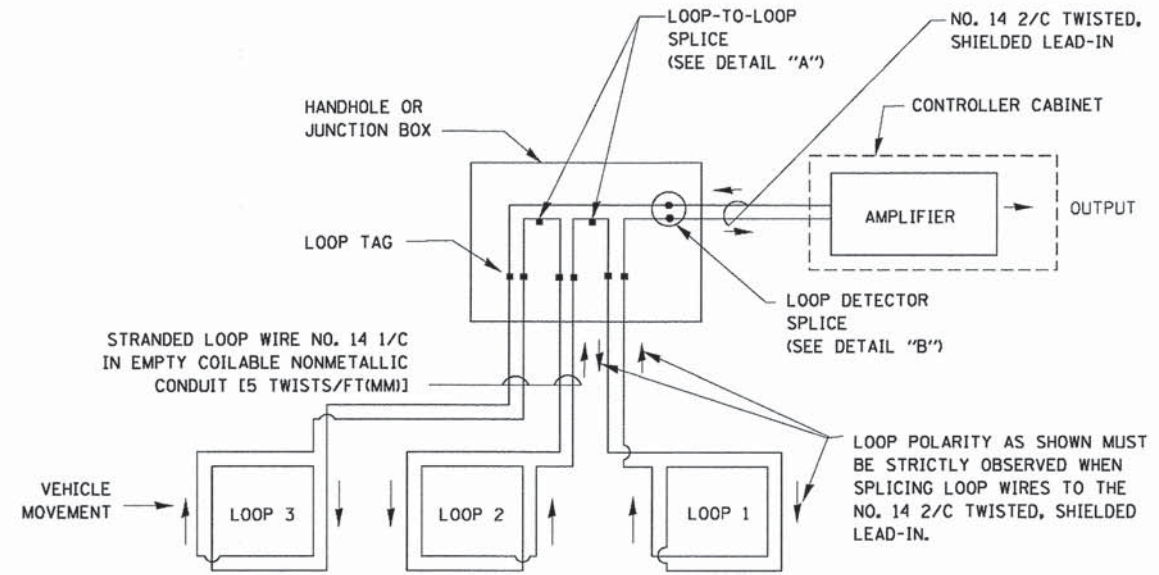 LOOP-TO-LOOP
SPLICE
(SEE DETAIL "A")
NO. 14 2/C TWISTED,
SHIELDED LEAD-IN
HANDHOLE OR
JUNCTION BOX
CONTROLLER CABINET
AMPLIFIER
OUTPUT
LOOP TAG
LOOP DETECTOR
SPLICE
(SEE DETAIL "B")
STRANDED LOOP WIRE NO. 14 1/C
IN EMPTY COILABLE NONMETALLIC
CONDUIT [5 TWISTS/FT(MM)]
LOOP POLARITY AS SHOWN MUST
BE STRICTLY OBSERVED WHEN
SPLICING LOOP WIRES TO THE
NO. 14 2/C TWISTED, SHIELDED
LEAD-IN.
VEHICLE
MOVEMENT
LOOP 3
LOOP 2
LOOP 1